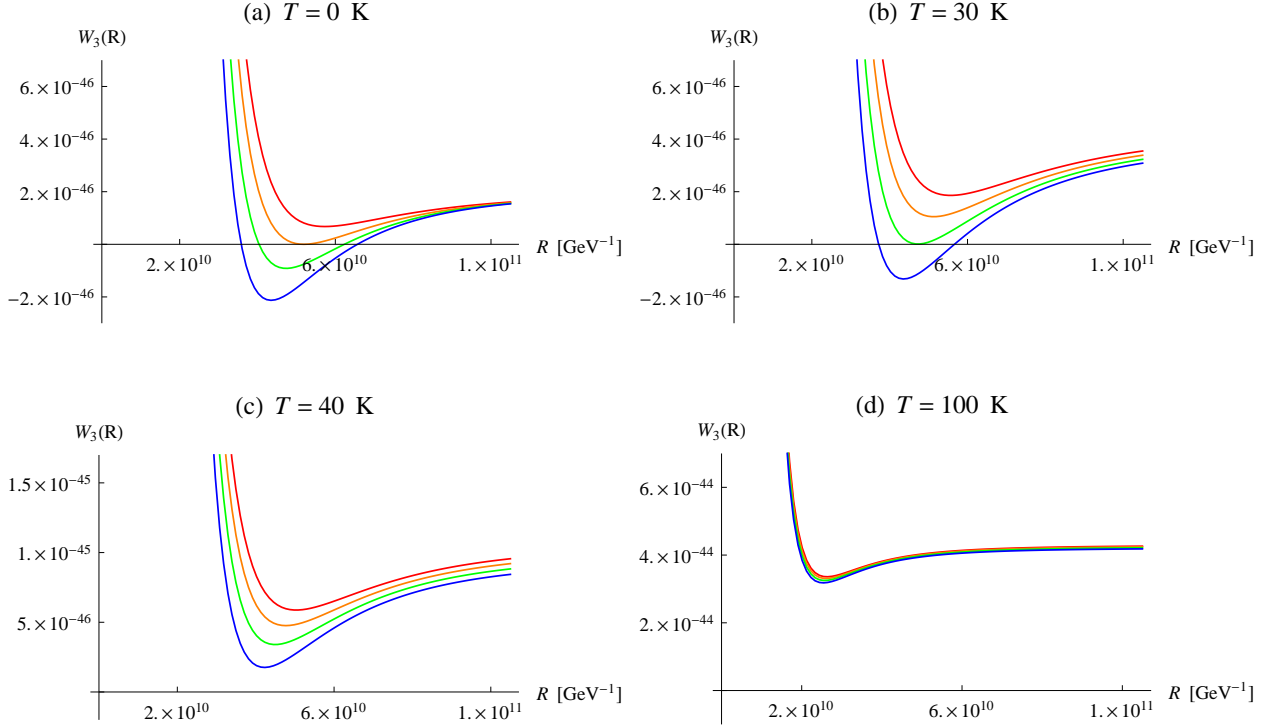 (a) T = 0 K
W₃(R)
6.×10⁻⁴⁶
4.×10⁻⁴⁶
2.×10⁻⁴⁶
−2.×10⁻⁴⁶
2.×10¹⁰
6.×10¹⁰
1.×10¹¹
R [GeV⁻¹]
(b) T = 30 K
W₃(R)
6.×10⁻⁴⁶
4.×10⁻⁴⁶
2.×10⁻⁴⁶
−2.×10⁻⁴⁶
2.×10¹⁰
6.×10¹⁰
1.×10¹¹
R [GeV⁻¹]
(c) T = 40 K
W₃(R)
1.5×10⁻⁴⁵
1.×10⁻⁴⁵
5.×10⁻⁴⁶
2.×10¹⁰
6.×10¹⁰
1.×10¹¹
R [GeV⁻¹]
(d) T = 100 K
W₃(R)
6.×10⁻⁴⁴
4.×10⁻⁴⁴
2.×10⁻⁴⁴
2.×10¹⁰
6.×10¹⁰
1.×10¹¹
R [GeV⁻¹]